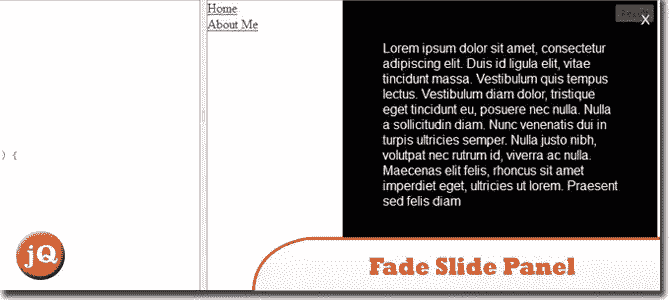 Home
About Me
X
Lorem ipsum dolor sit amet, consectetur
adipiscing elit. Duis id ligula elit, vitae
tincidunt massa. Vestibulum quis tempus
lectus. Vestibulum diam dolor, tristique
eget tincidunt eu, posuere nec nulla. Nulla
a sollicitudin diam. Nunc venenatis dui in
turpis ultricies semper. Nulla justo nibh,
volutpat nec rutrum id, viverra ac nulla.
Maecenas elit felis, rhoncus sit amet
imperdiet eget, ultricies ut lorem. Praesent
sed felis diam
) {
jQ
Fade Slide Panel